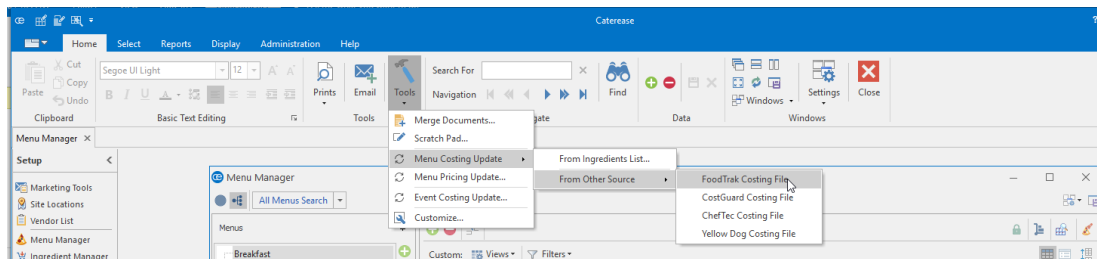 Caterease
?
Home Select Reports Display Administration Help
Cut
Copy
Paste
Undo
Clipboard
Segoe UI Light 12 A A
B I U A
Basic Text Editing
Prints
Email
Tools
Tools
Search For
Navigation
Find
gate
Data
Windows
Settings
Close
Windows
Merge Documents...
Scratch Pad...
Menu Costing Update
Menu Pricing Update...
Event Costing Update...
Customize...
From Ingredients List...
From Other Source
FoodTrak Costing File
CostGuard Costing File
ChefTec Costing File
Yellow Dog Costing File
Menu Manager
Setup
Marketing Tools
Site Locations
Vendor List
Menu Manager
Ingredient Manager
Menu Manager
All Menus Search
Menus
Breakfast
Custom: Views Filters